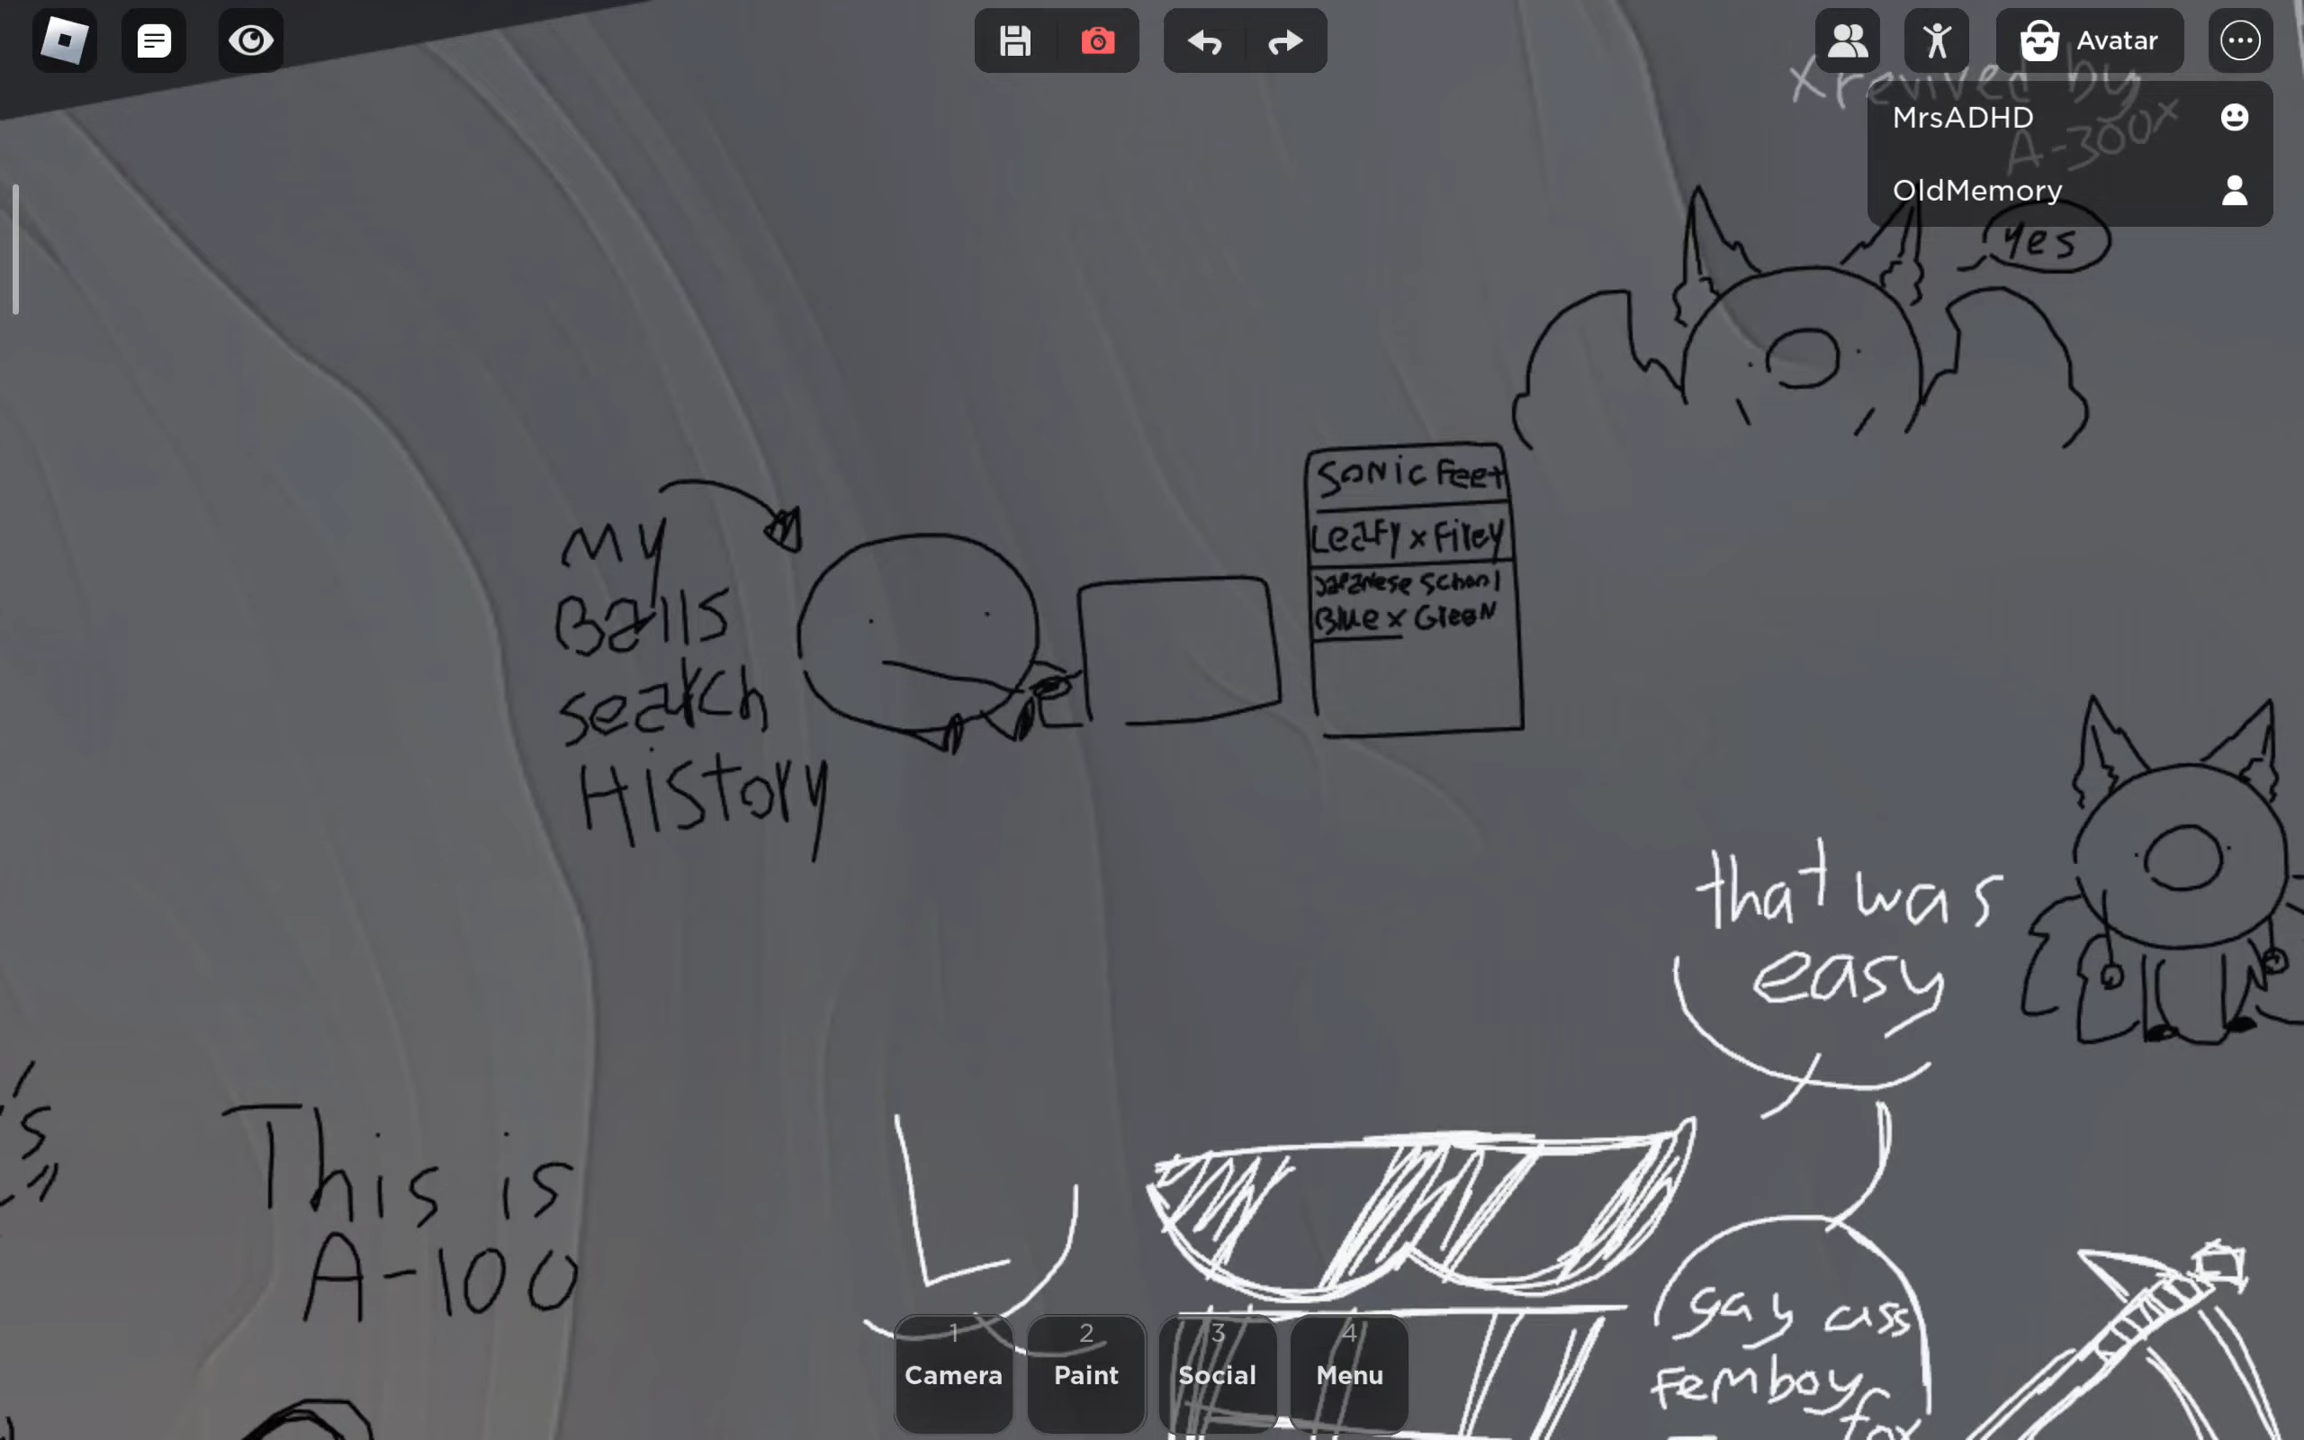 Avatar
xrevived by
A-300x
MrsADHD
OldMemory
yes
SONIC Feet
Leafy x Firey
Japanese School
Blue x Green
My
Balls
search
History
that was
easy
's
This is
A-100
L
gay ass
Femboy
fox
1
Camera
2
Paint
3
Social
4
Menu